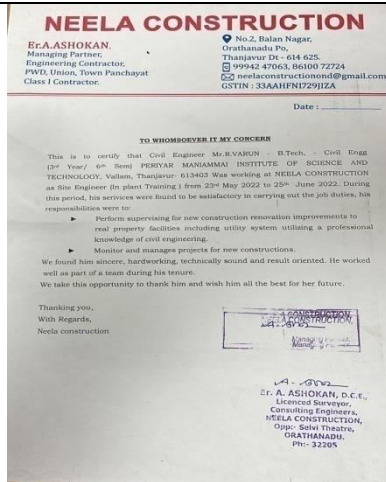 NEELA CONSTRUCTION
Er.A.ASHOKAN,
Managing Partner,
Engineering Contractor,
PWD, Union, Town Panchayat
Class I Contractor.
No.2, Balan Nagar,
Orathanadu Po,
Thanjavur Dt - 614 625.
99942 47063, 86100 72724
neelaconstructionond@gmail.com
GSTIN : 33AAHFN1729J1ZA
Date :
TO WHOMSOEVER IT MY CONCERN
This is to certify that Civil Engineer Mr.R.VARUN - B.Tech, - Civil Engg
(3rd Year/ 6th Sem) PERIYAR MANIAMMAI INSTITUTE OF SCIENCE AND
TECHNOLOGY, Vallam, Thanjavur- 613403 Was working at NEELA CONSTRUCTION
as Site Engineer (In plant Training ) from 23rd May 2022 to 25th June 2022. During
this period, his services were found to be satisfactory in carrying out the job duties, his
responsibilities were to:
Perform supervising for new construction renovation improvements to
real property facilities including utility system utilising a professional
knowledge of civil engineering.
Monitor and manages projects for new constructions.
We found him sincere, hardworking, technically sound and result oriented. He worked
well as part of a team during his tenure.
We take this opportunity to thank him and wish him all the best for her future.
Thanking you,
With Regards,
Neela construction
CONSTRUCTION,
Er. A. ASHOKAN, D.C.E.,
Licenced Surveyor,
Consulting Engineers,
NEELA CONSTRUCTION,
Opp:- Selvi Theatre,
ORATHANADU.
Ph:- 32205